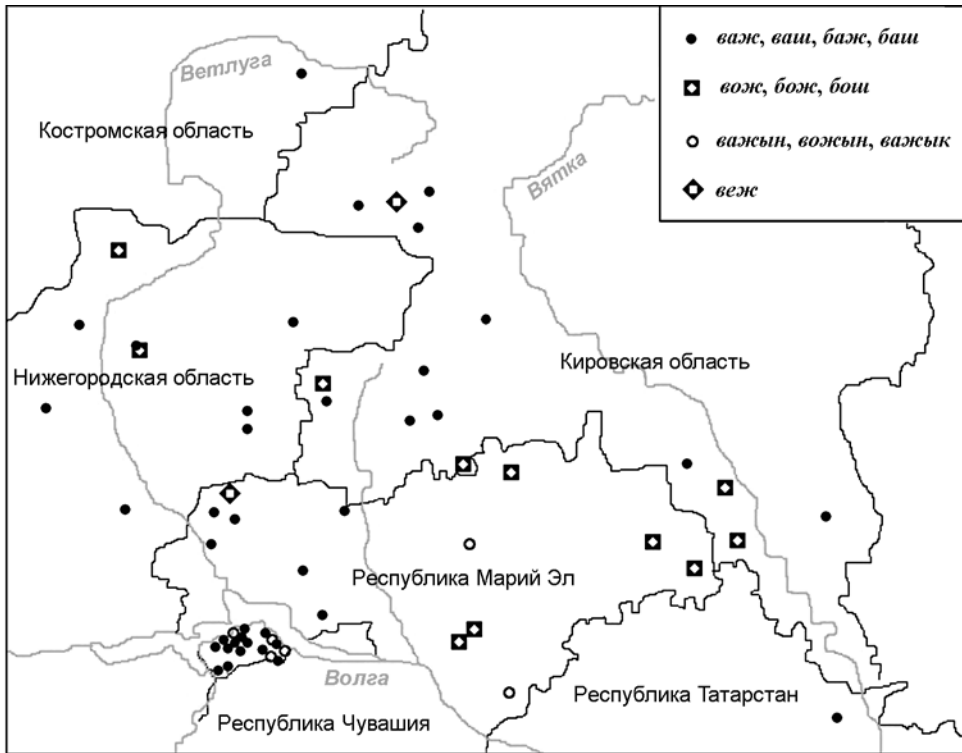 важ, ваш, баж, баш
вож, бож, бош
важын, вожын, важык
веж
Ветлуга
Костромская область
Вятка
Кировская область
Нижегородская область
Республика Марий Эл
Волга
Республика Татарстан
Республика Чувашия